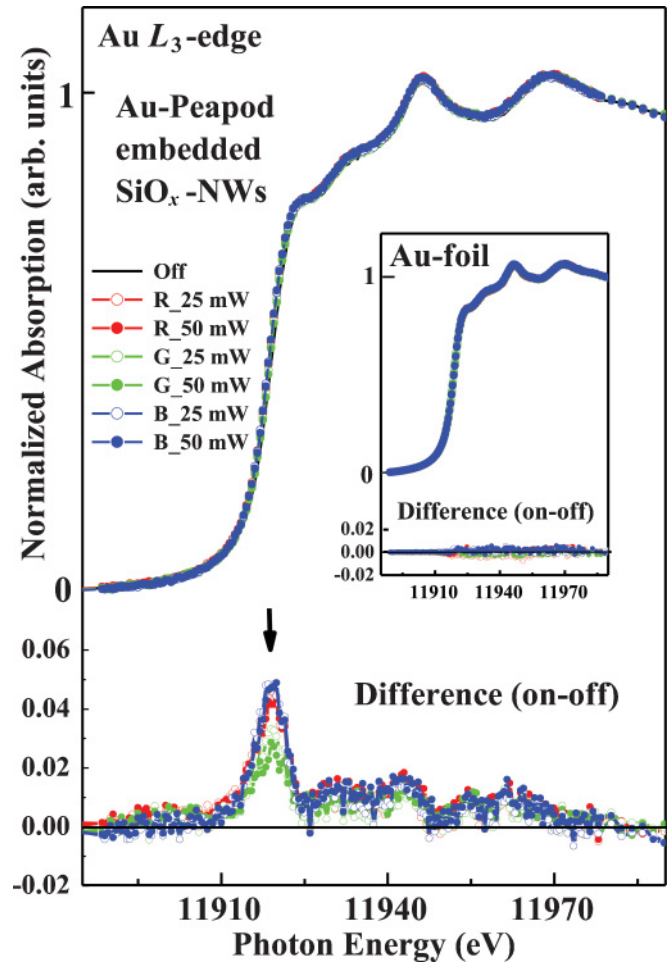 Au L₃-edge
Au-Peapod
embedded
SiOₓ-NWs
Normalized Absorption (arb. units)
1
0
Off
R_25 mW
R_50 mW
G_25 mW
G_50 mW
B_25 mW
B_50 mW
Au-foil
1
0
Difference (on-off)
0.02
0.00
-0.02
11910 11940 11970
0.06
0.04
0.02
0.00
-0.02
Difference (on-off)
11910 11940 11970
Photon Energy (eV)